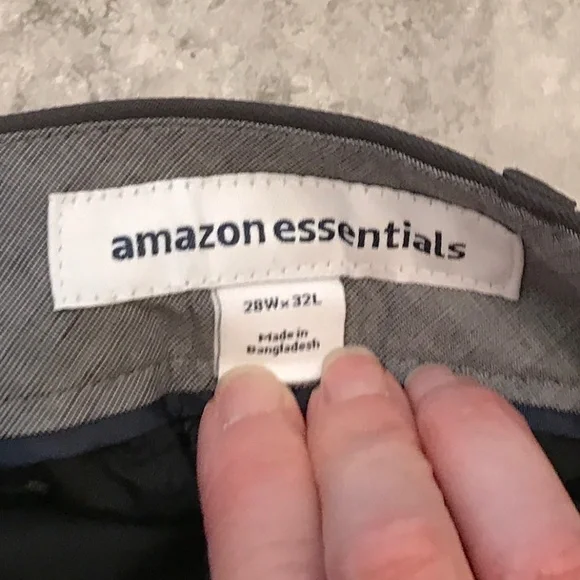 amazon essentials
28W x 32L
Made in
Bangladesh